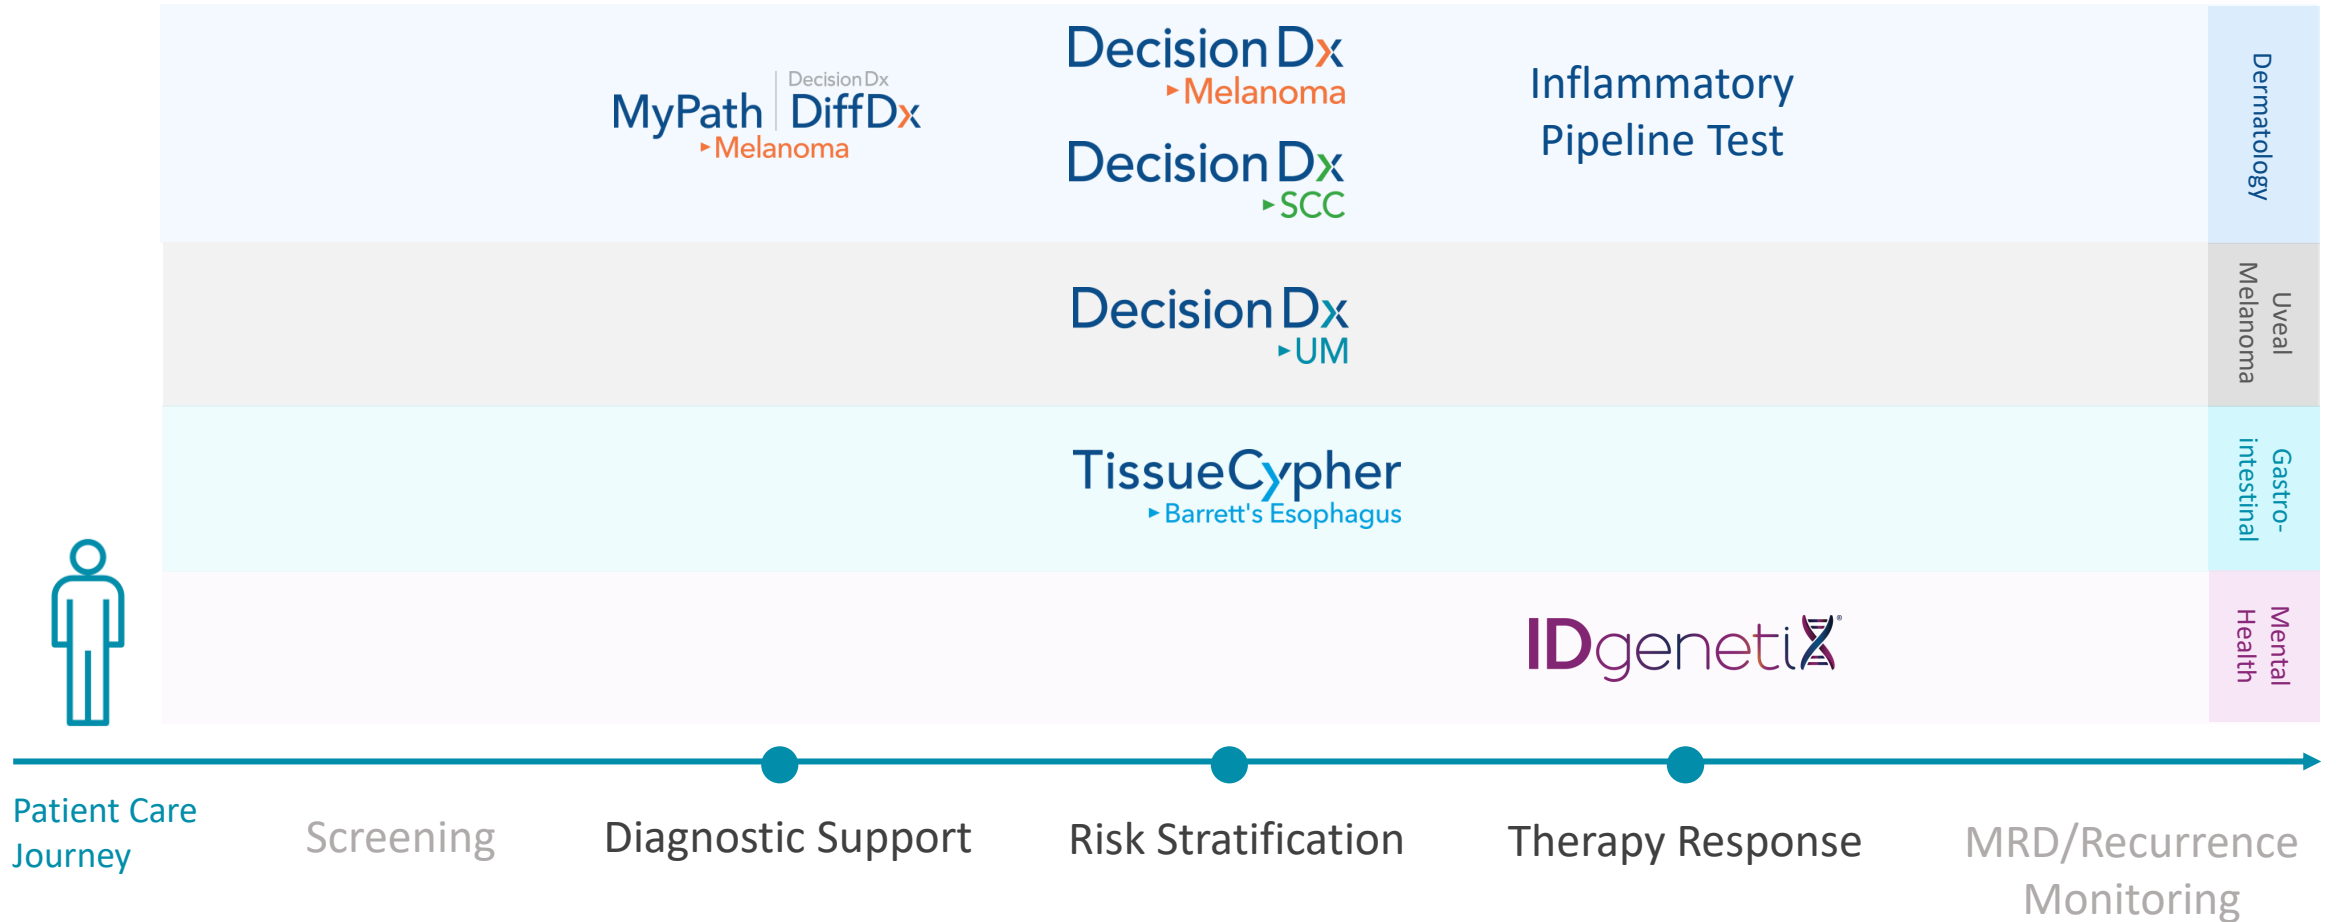 DecisionDx
▸Melanoma
DecisionDx
MyPath | DiffDx
▸Melanoma
Inflammatory
Pipeline Test
DecisionDx
▸SCC
Dermatology
DecisionDx
▸UM
Uveal
Melanoma
TissueCypher
▸Barrett's Esophagus
Gastro-
intestinal
IDgenetiX®
Mental
Health
Patient Care
Journey
Screening
Diagnostic Support
Risk Stratification
Therapy Response
MRD/Recurrence
Monitoring